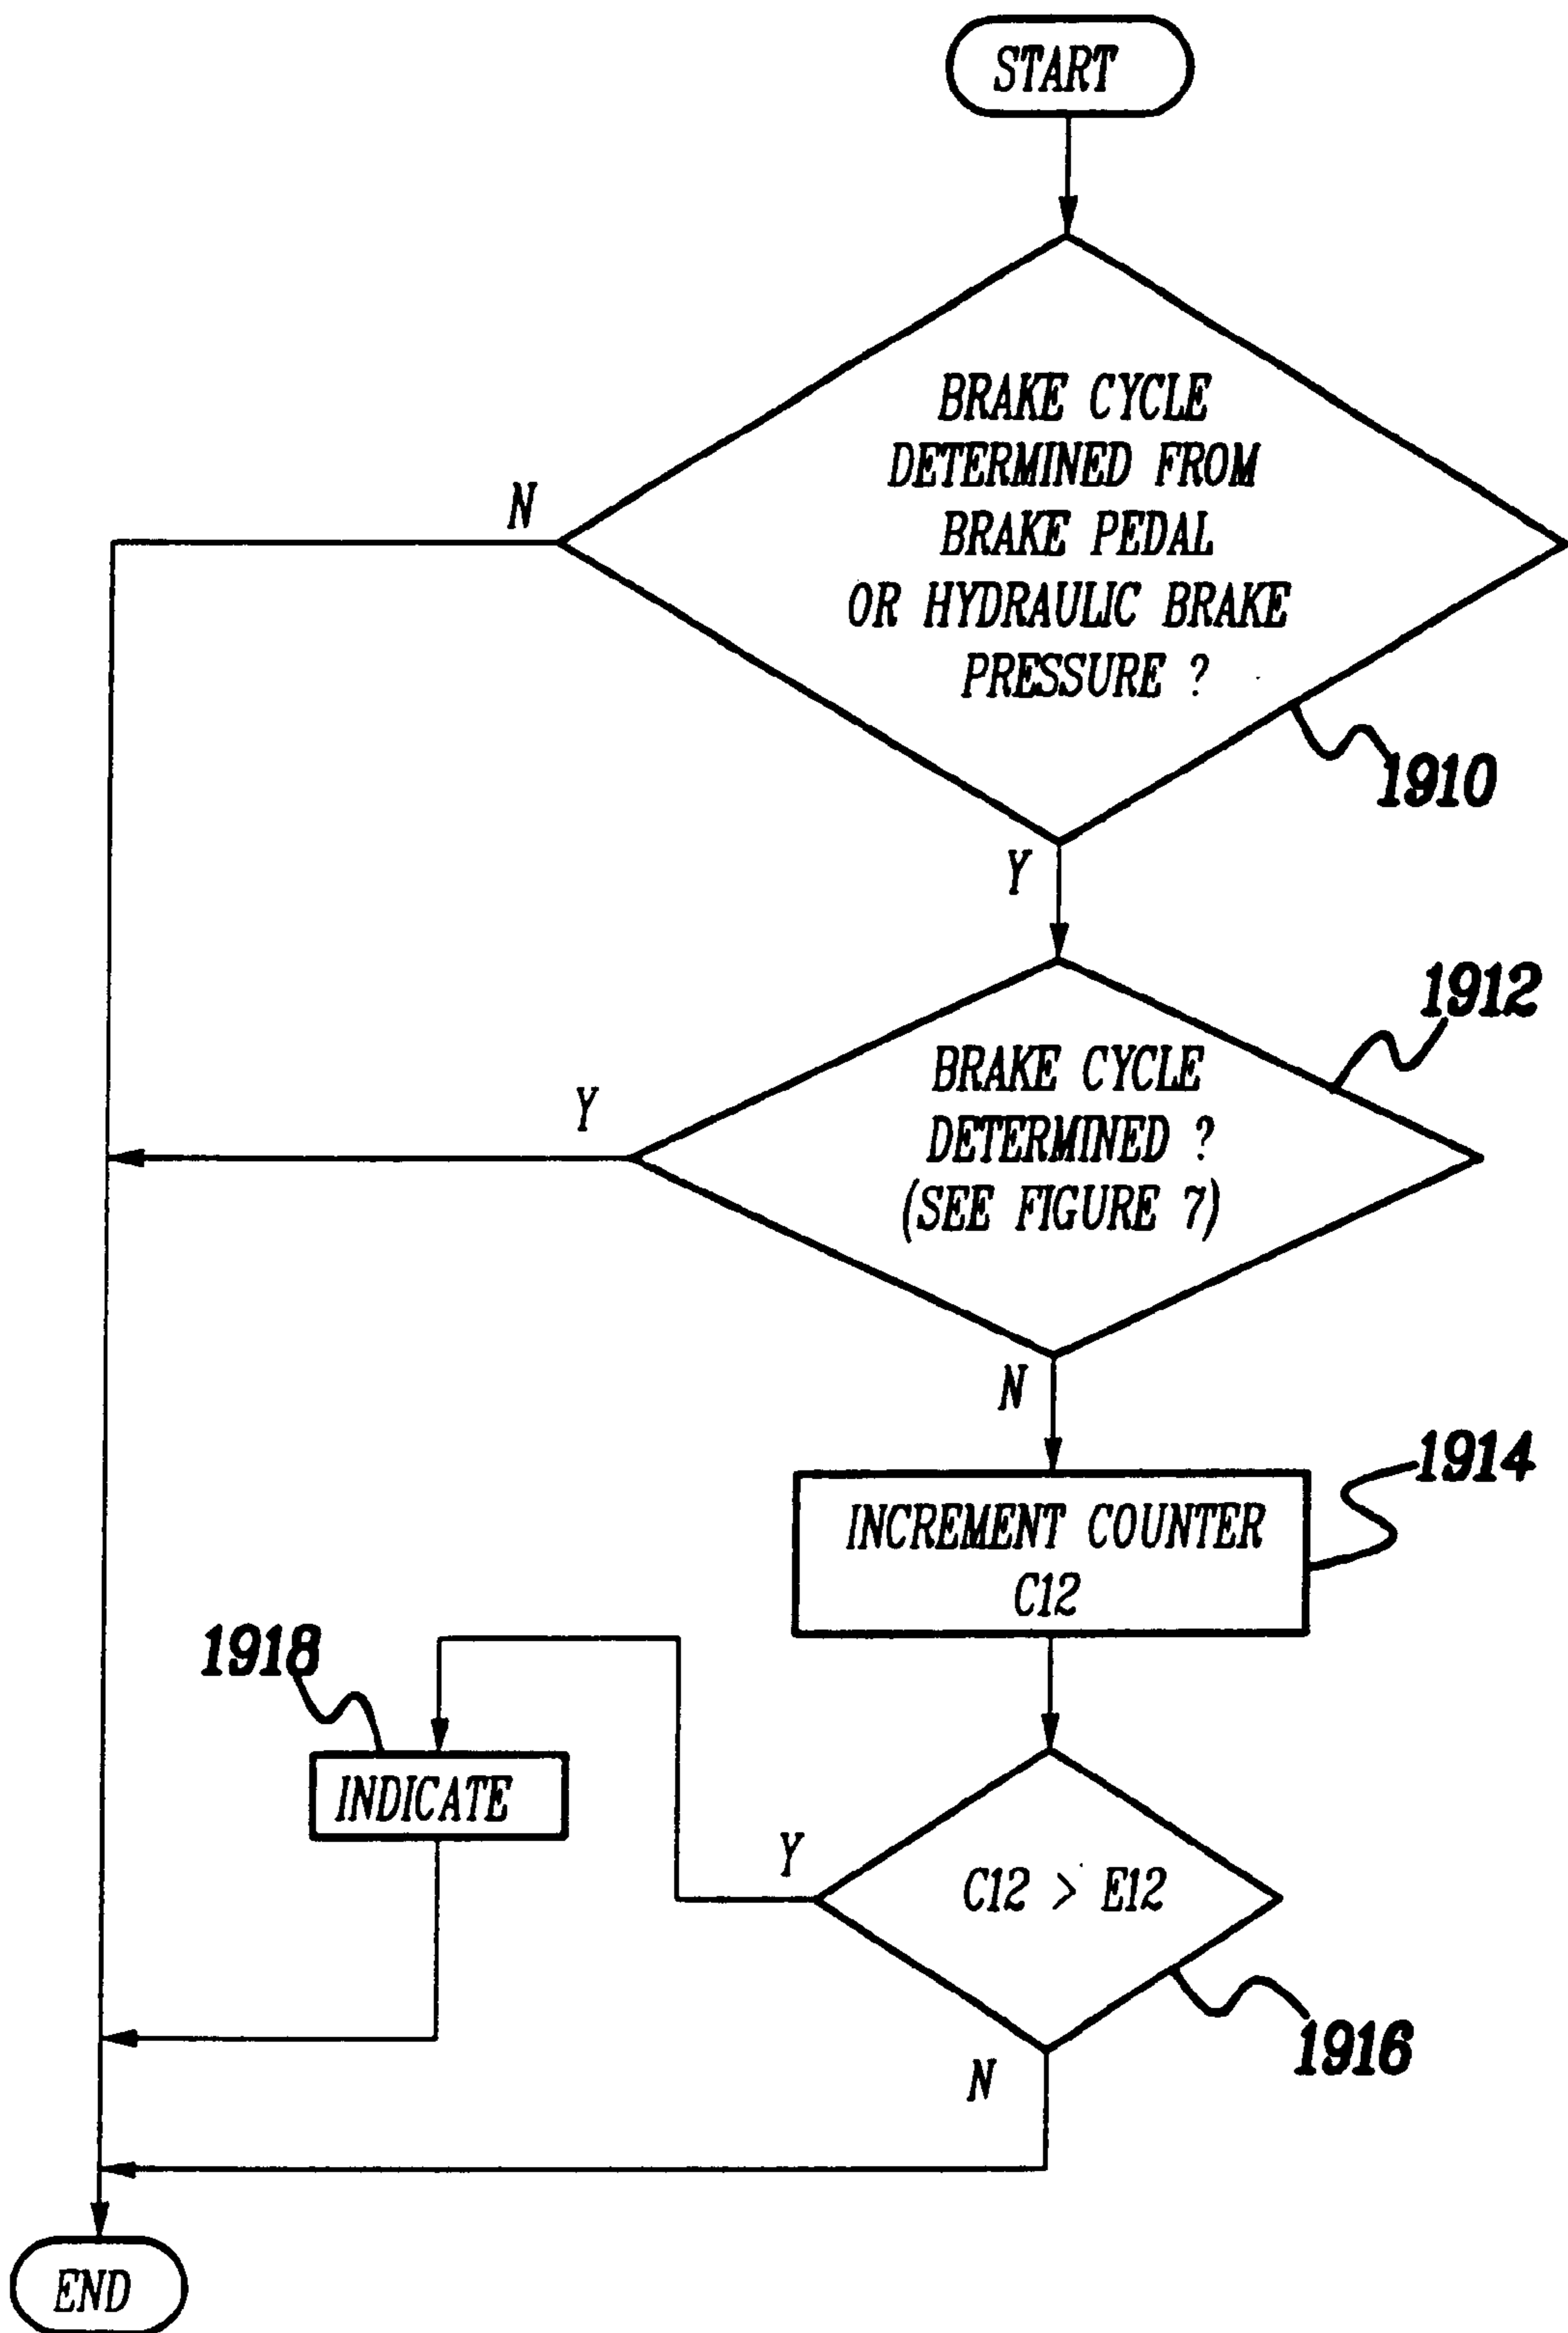 START
BRAKE CYCLE
DETERMINED FROM
BRAKE PEDAL
OR HYDRAULIC BRAKE
PRESSURE ?
N
1910
Y
1912
BRAKE CYCLE
DETERMINED ?
(SEE FIGURE 7)
Y
N
1914
INCREMENT COUNTER
C12
1918
INDICATE
Y
C12 > E12
1916
N
END